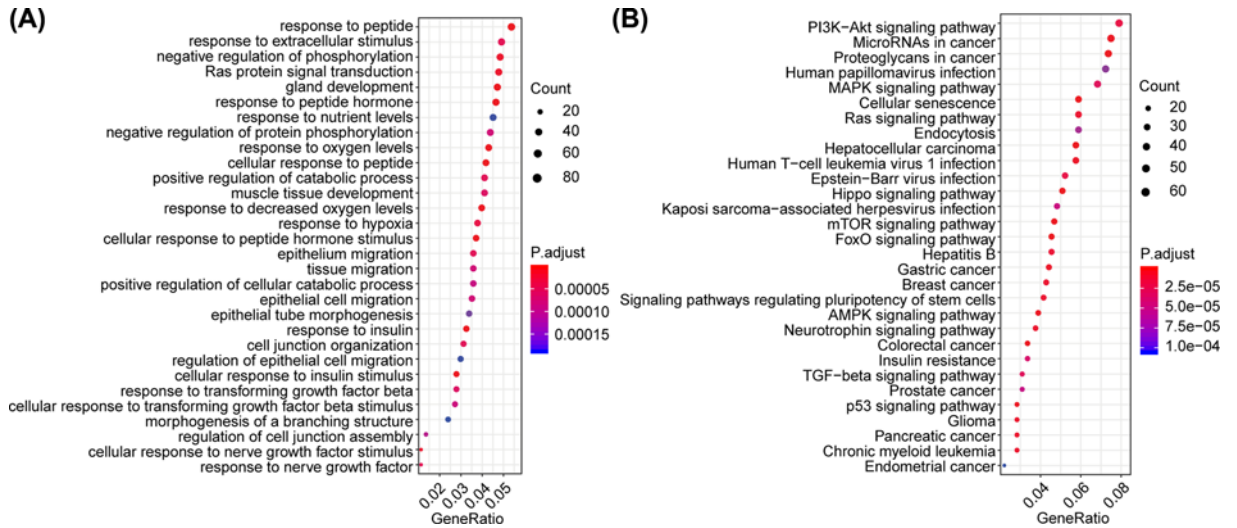 (A)
response to peptide
response to extracellular stimulus
negative regulation of phosphorylation
Ras protein signal transduction
gland development
response to peptide hormone
response to nutrient levels
negative regulation of protein phosphorylation
response to oxygen levels
cellular response to peptide
positive regulation of catabolic process
muscle tissue development
response to decreased oxygen levels
response to hypoxia
cellular response to peptide hormone stimulus
epithelium migration
tissue migration
positive regulation of cellular catabolic process
epithelial cell migration
epithelial tube morphogenesis
response to insulin
cell junction organization
regulation of epithelial cell migration
cellular response to insulin stimulus
response to transforming growth factor beta
cellular response to transforming growth factor beta stimulus
morphogenesis of a branching structure
regulation of cell junction assembly
cellular response to nerve growth factor stimulus
response to nerve growth factor
0.02 0.03 0.04 0.05
GeneRatio
Count
20
40
60
80
P.adjust
0.00005
0.00010
0.00015
(B)
PI3K-Akt signaling pathway
MicroRNAs in cancer
Proteoglycans in cancer
Human papillomavirus infection
MAPK signaling pathway
Cellular senescence
Ras signaling pathway
Endocytosis
Hepatocellular carcinoma
Human T-cell leukemia virus 1 infection
Epstein-Barr virus infection
Hippo signaling pathway
Kaposi sarcoma-associated herpesvirus infection
mTOR signaling pathway
FoxO signaling pathway
Hepatitis B
Gastric cancer
Breast cancer
Signaling pathways regulating pluripotency of stem cells
AMPK signaling pathway
Neurotrophin signaling pathway
Colorectal cancer
Insulin resistance
TGF-beta signaling pathway
Prostate cancer
p53 signaling pathway
Glioma
Pancreatic cancer
Chronic myeloid leukemia
Endometrial cancer
0.04 0.06 0.08
GeneRatio
Count
20
30
40
50
60
P.adjust
2.5e-05
5.0e-05
7.5e-05
1.0e-04